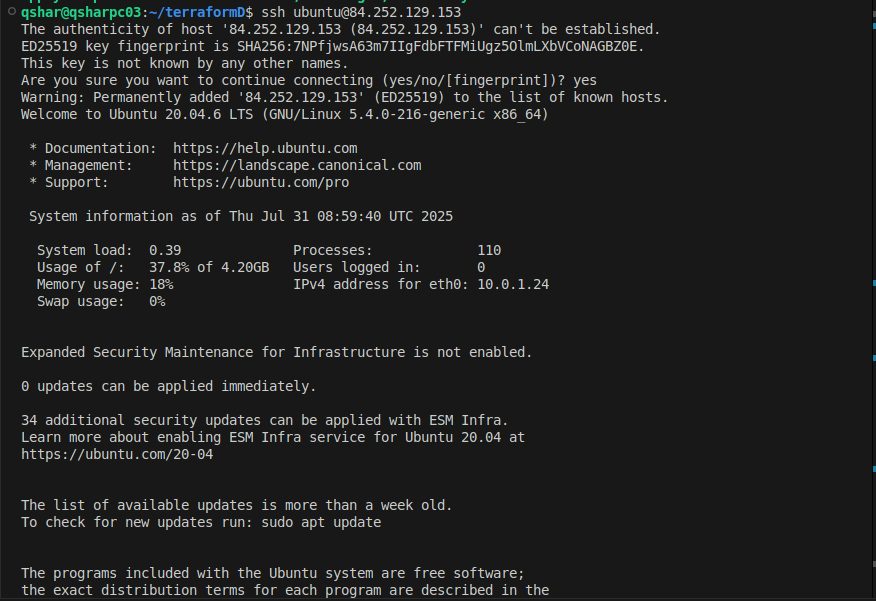 qshar@qsharpc03:~/terraformD$ ssh ubuntu@84.252.129.153
The authenticity of host '84.252.129.153 (84.252.129.153)' can't be established.
ED25519 key fingerprint is SHA256:7NPfjwsA63m7IIgFdbFTFMiUgz5OlmLXbVCoNAGBZ0E.
This key is not known by any other names.
Are you sure you want to continue connecting (yes/no/[fingerprint])? yes
Warning: Permanently added '84.252.129.153' (ED25519) to the list of known hosts.
Welcome to Ubuntu 20.04.6 LTS (GNU/Linux 5.4.0-216-generic x86_64)
* Documentation:  https://help.ubuntu.com
* Management:     https://landscape.canonical.com
* Support:        https://ubuntu.com/pro
System information as of Thu Jul 31 08:59:40 UTC 2025
System load:  0.39              Processes:             110
Usage of /:   37.8% of 4.20GB   Users logged in:       0
Memory usage: 18%               IPv4 address for eth0: 10.0.1.24
Swap usage:   0%
Expanded Security Maintenance for Infrastructure is not enabled.
0 updates can be applied immediately.
34 additional security updates can be applied with ESM Infra.
Learn more about enabling ESM Infra service for Ubuntu 20.04 at
https://ubuntu.com/20-04
The list of available updates is more than a week old.
To check for new updates run: sudo apt update
The programs included with the Ubuntu system are free software;
the exact distribution terms for each program are described in the